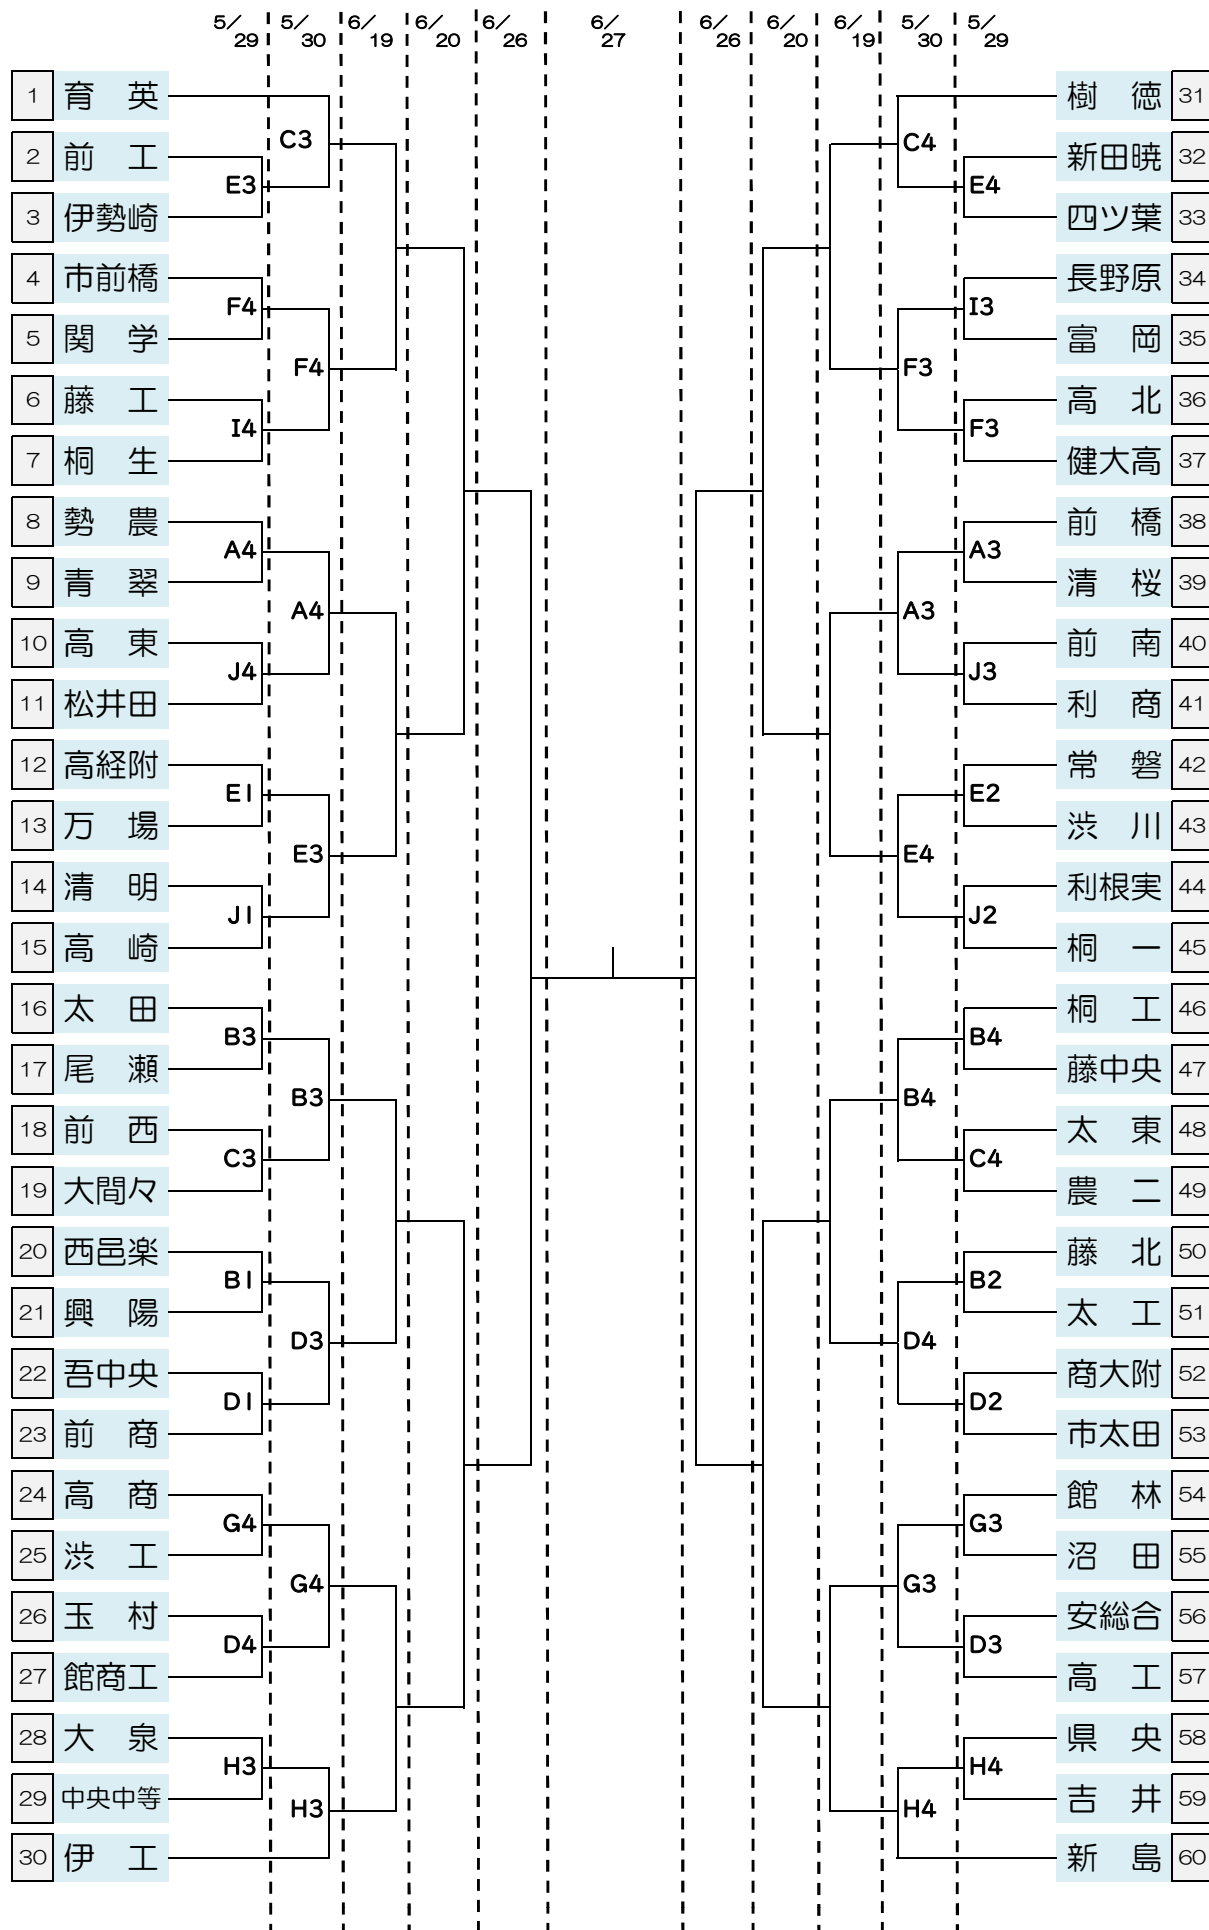 5/29 5/30 6/19 6/20 6/26 6/27 6/26 6/20 6/19 5/30 5/29
1 育 英
2 前 工
3 伊勢崎
4 市前橋
5 関 学
6 藤 工
7 桐 生
8 勢 農
9 青 翠
10 高 東
11 松井田
12 高経附
13 万 場
14 清 明
15 高 崎
16 太 田
17 尾 瀬
18 前 西
19 大間々
20 西邑楽
21 興 陽
22 吾中央
23 前 商
24 高 商
25 渋 工
26 玉 村
27 館商工
28 大 泉
29 中央中等
30 伊 工
E3
F4
I4
A4
J4
E1
J1
B3
C3
B1
D1
G4
D4
H3
C3
F4
A4
E3
B3
D3
G4
H3
C4
F3
A3
E4
B4
D4
G3
H4
E4
I3
F3
A3
J3
E2
J2
B4
C4
B2
D2
G3
D3
H4
樹 徳 31
新田暁 32
四ツ葉 33
長野原 34
富 岡 35
高 北 36
健大高 37
前 橋 38
清 桜 39
前 南 40
利 商 41
常 磐 42
渋 川 43
利根実 44
桐 一 45
桐 工 46
藤中央 47
太 東 48
農 二 49
藤 北 50
太 工 51
商大附 52
市太田 53
館 林 54
沼 田 55
安総合 56
高 工 57
県 央 58
吉 井 59
新 島 60